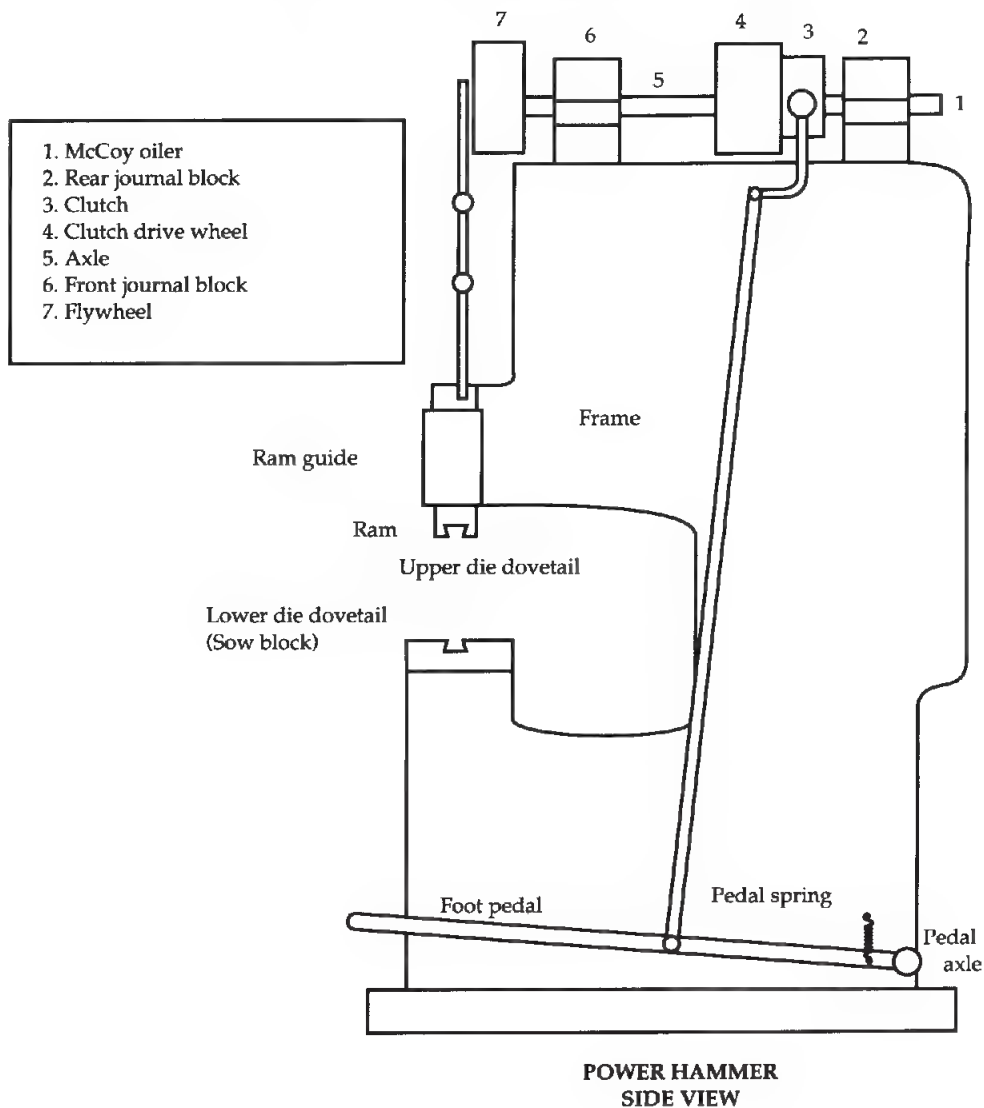 7
6
4
3
2
5
1
1. McCoy oiler
2. Rear journal block
3. Clutch
4. Clutch drive wheel
5. Axle
6. Front journal block
7. Flywheel
Frame
Ram guide
Ram
Upper die dovetail
Lower die dovetail
(Sow block)
Foot pedal
Pedal spring
Pedal
axle
POWER HAMMER
SIDE VIEW